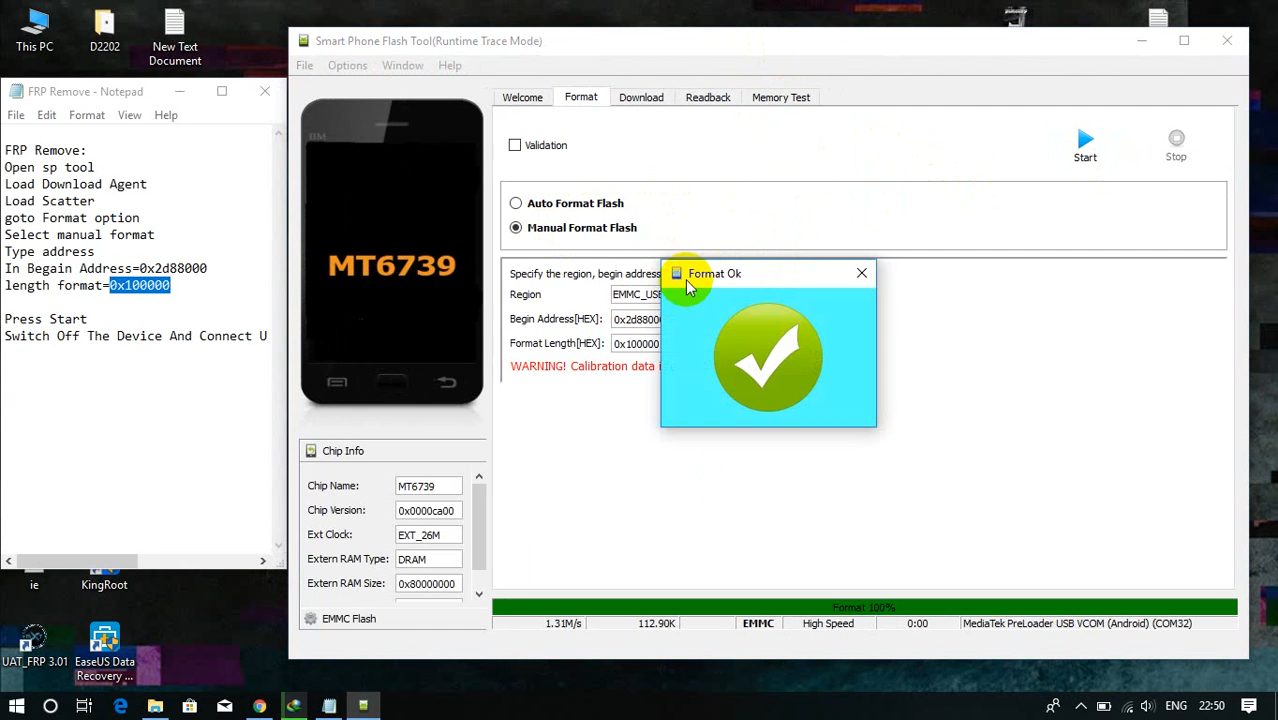 This PC
D2202
New Text
Document
FRP Remove - Notepad
File Edit Format View Help
FRP Remove:
Open sp tool
Load Download Agent
Load Scatter
goto Format option
Select manual format
Type address
In Begain Address=0x2d88000
length format=0x100000
Press Start
Switch Off The Device And Connect U
ie
KingRoot
UAT_FRP 3.01
EaseUS Data
Recovery ...
Smart Phone Flash Tool(Runtime Trace Mode)
File Options Window Help
BM
MT6739
Chip Info
Chip Name: MT6739
Chip Version: 0x0000ca00
Ext Clock: EXT_26M
Extern RAM Type: DRAM
Extern RAM Size: 0x80000000
EMMC Flash
Welcome Format Download Readback Memory Test
Validation
Start
Stop
Auto Format Flash
Manual Format Flash
Specify the region, begin address
Region EMMC_USE
Begin Address[HEX]: 0x2d88000
Format Length[HEX]: 0x100000
WARNING! Calibration data i
Format Ok
Format 100%
1.31M/s 112.90K EMMC High Speed 0:00 MediaTek PreLoader USB VCOM (Android) (COM32)
ENG 22:50